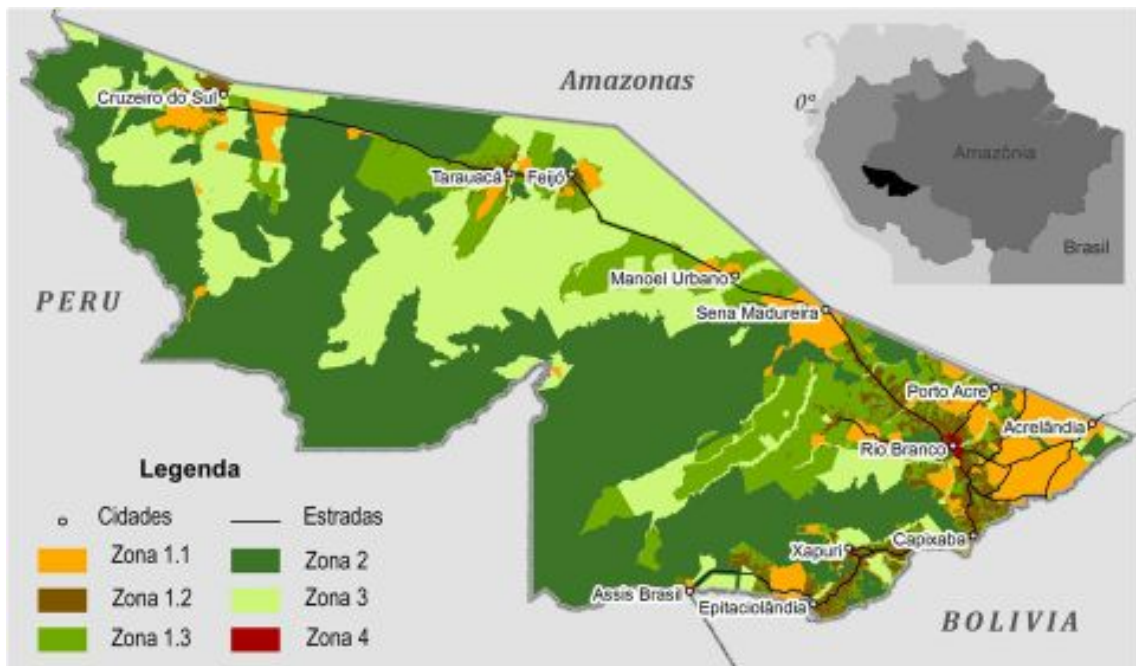 Amazonas
0°
Cruzeiro do Sul
Amazônia
Tarauacá
Feijó
Brasil
Manoel Urbano
PERU
Sena Madureira
Porto Acre
Acrelândia
Rio Branco
Legenda
Cidades
Estradas
Capixaba
Zona 1.1
Zona 2
Xapuri
Zona 1.2
Zona 3
Assis Brasil
Epitaciolândia
BOLIVIA
Zona 1.3
Zona 4